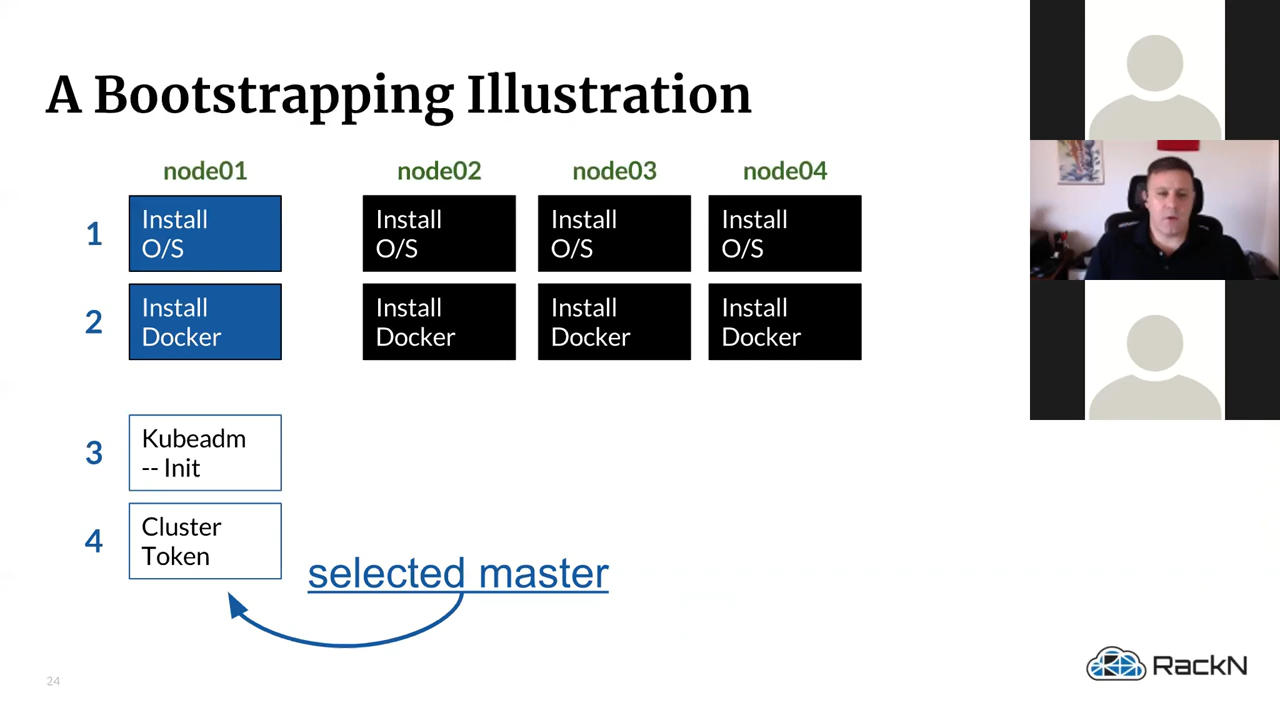 A Bootstrapping Illustration
node01
node02
node03
node04
1
Install
O/S
Install
O/S
Install
O/S
Install
O/S
2
Install
Docker
Install
Docker
Install
Docker
Install
Docker
3
Kubeadm
-- Init
4
Cluster
Token
selected master
24
RackN